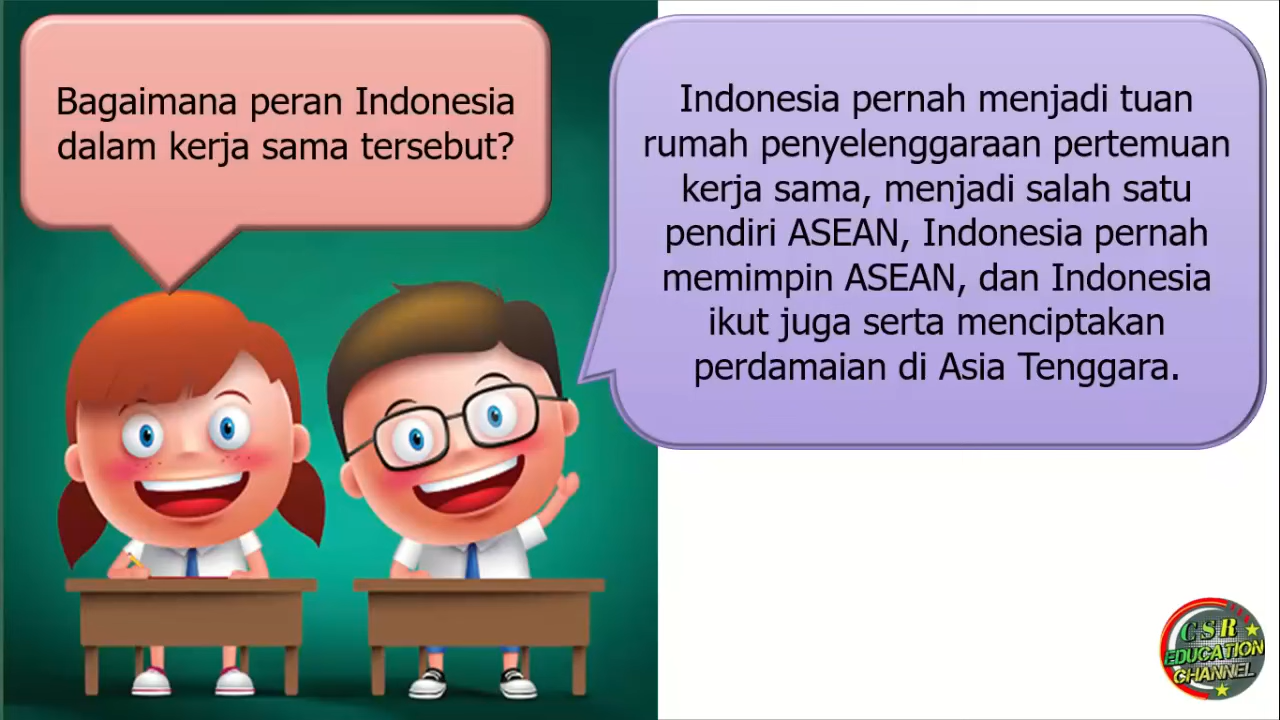 Bagaimana peran Indonesia
dalam kerja sama tersebut?
Indonesia pernah menjadi tuan
rumah penyelenggaraan pertemuan
kerja sama, menjadi salah satu
pendiri ASEAN, Indonesia pernah
memimpin ASEAN, dan Indonesia
ikut juga serta menciptakan
perdamaian di Asia Tenggara.
CSR
EDUCATION
CHANNEL